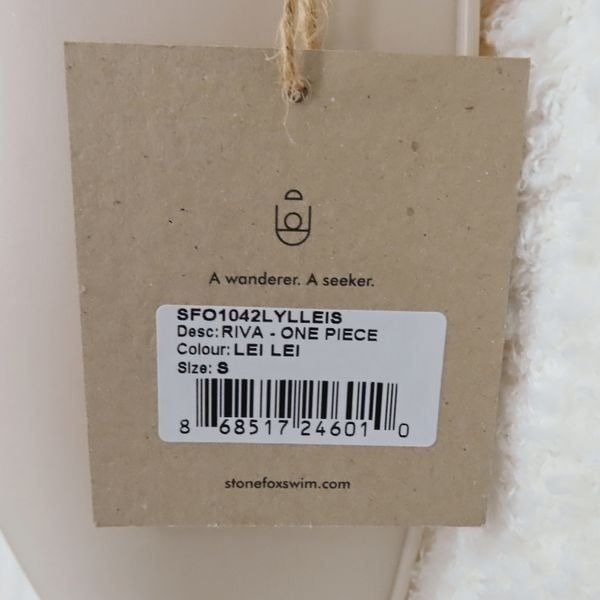 A wanderer. A seeker.
SFO1042LYLLEIS
Desc: RIVA - ONE PIECE
Colour: LEI LEI
Size: S
8 68517 24601 0
stonefoxswim.com